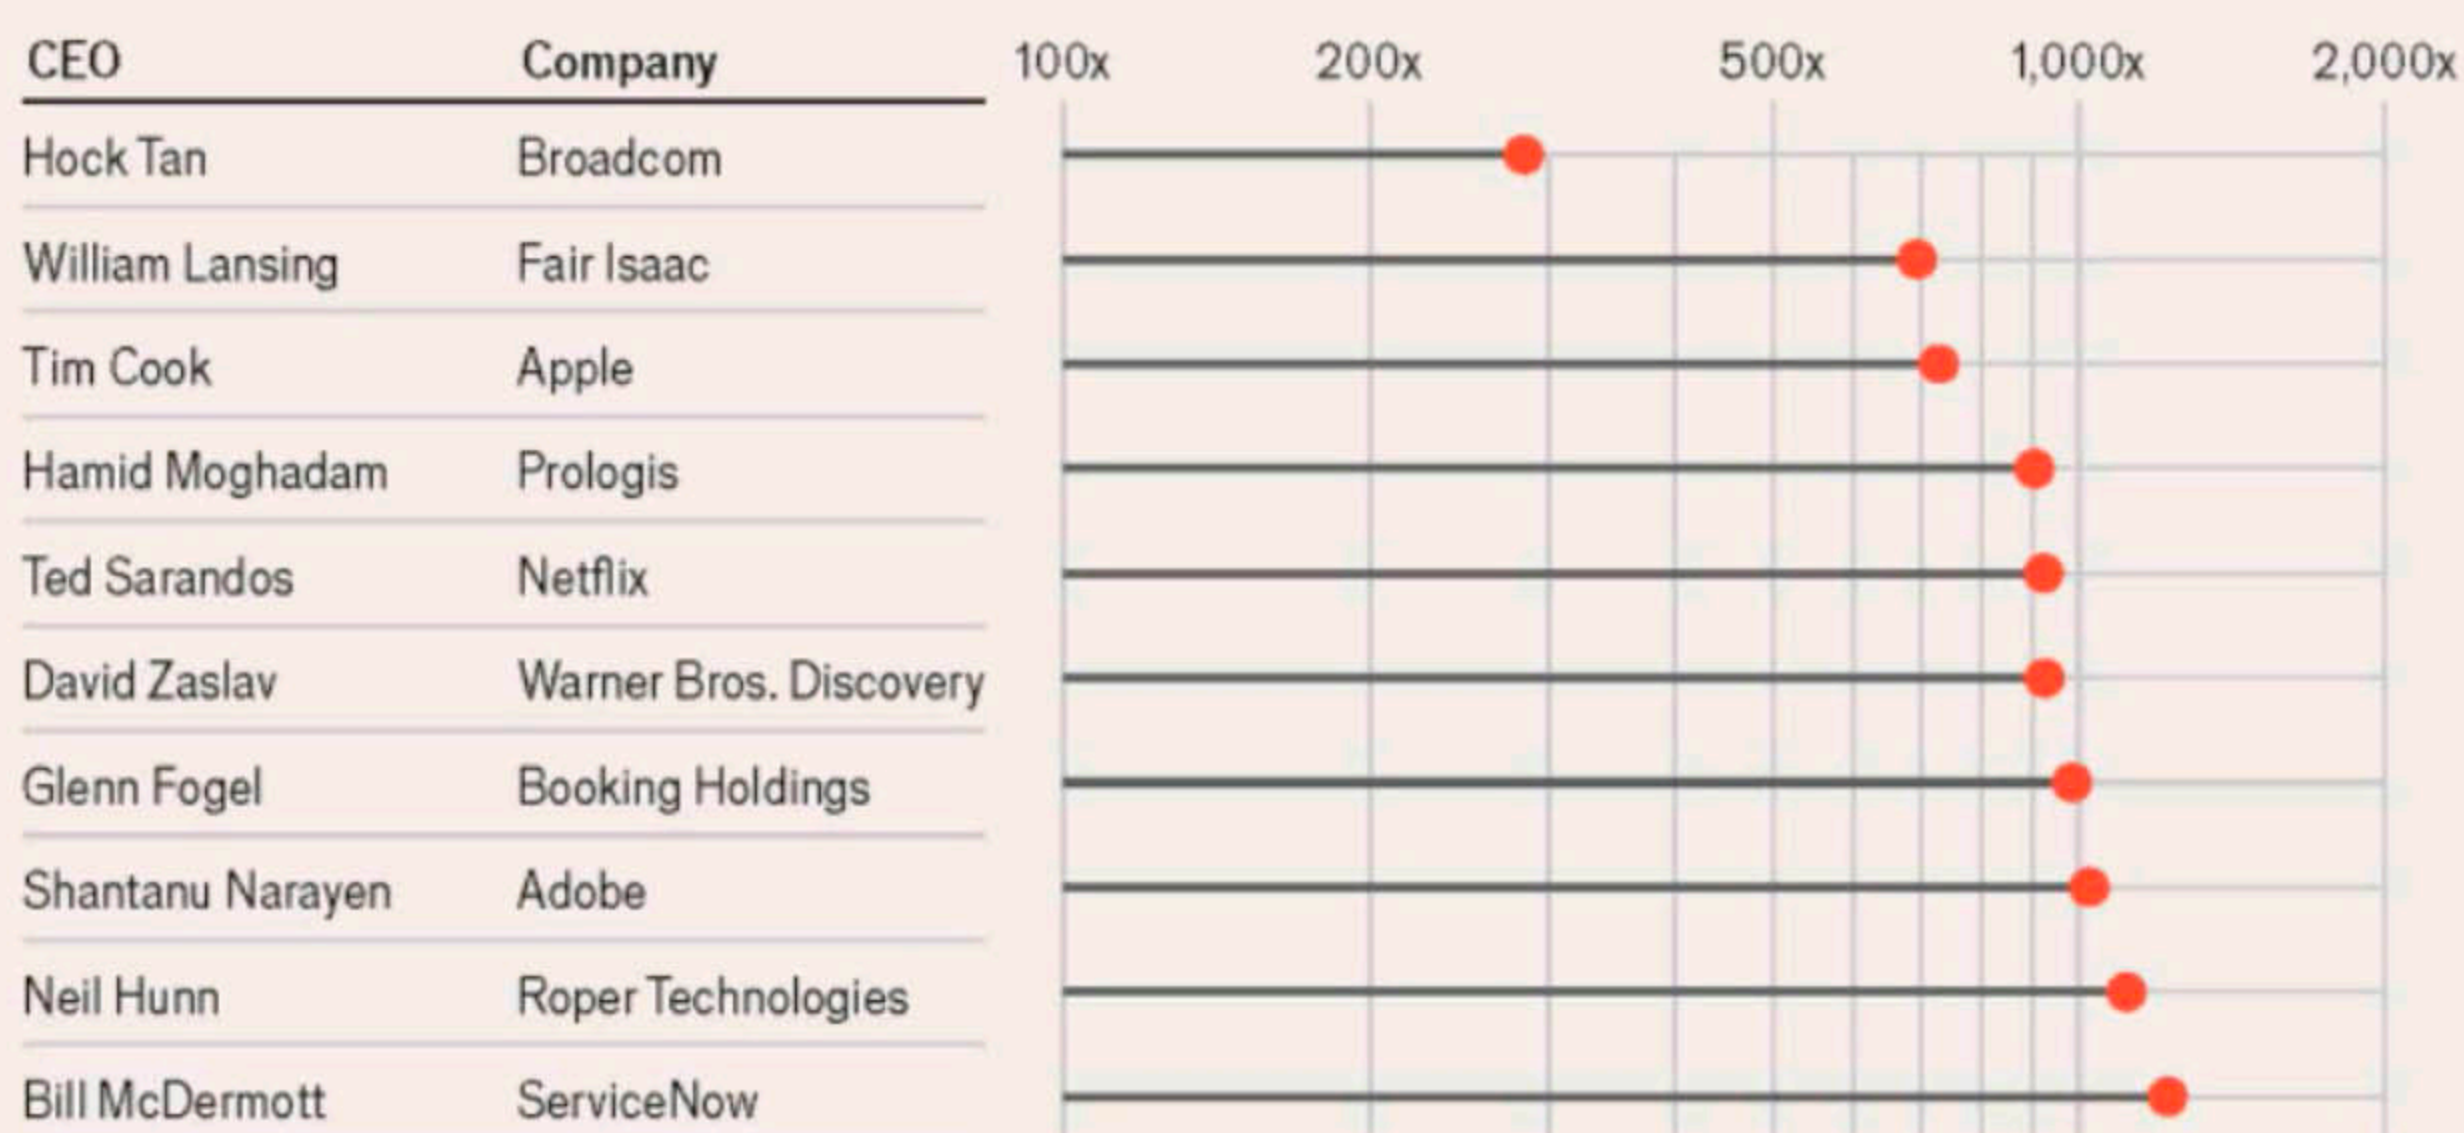 CEO Company 100x 200x 500x 1,000x 2,000x
Hock Tan Broadcom
William Lansing Fair Isaac
Tim Cook Apple
Hamid Moghadam Prologis
Ted Sarandos Netflix
David Zaslav Warner Bros. Discovery
Glenn Fogel Booking Holdings
Shantanu Narayen Adobe
Neil Hunn Roper Technologies
Bill McDermott ServiceNow